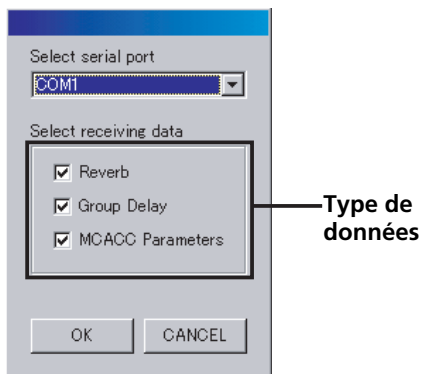 Select serial port
COM1
Select receiving data
Reverb
Group Delay
MCACC Parameters
Type de
données
OK
CANCEL